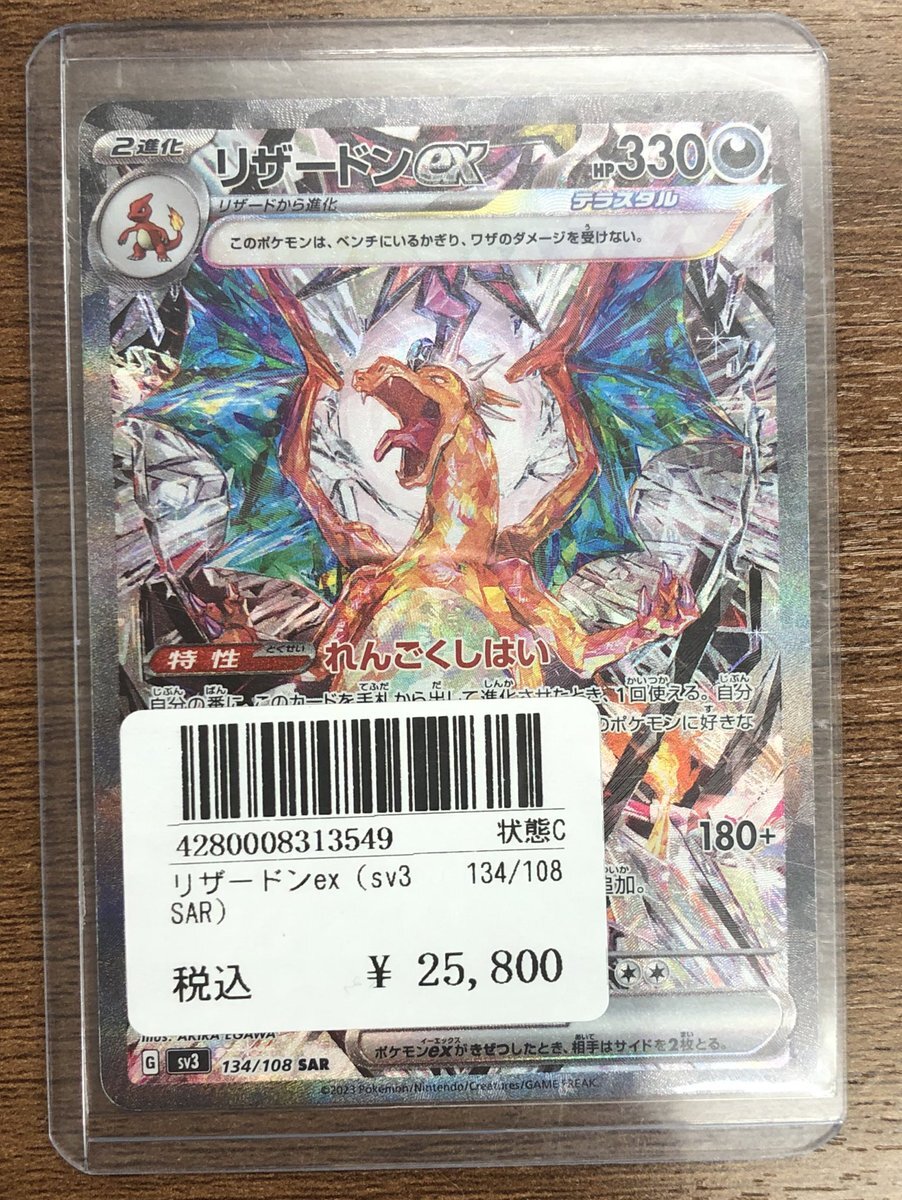 2進化
リザードンex
HP330
リザードから進化
テラスタル
このポケモンは、ベンチにいるかぎり、ワザのダメージを受けない。
特性
れんごくしはい
自分の番に、このカードを手札から出して進化させたとき、1回使える。自分
のポケモンに好きな
180+
追加。
4280008313549
状態C
リザードンex（sv3 134/108
SAR）
税込 ¥ 25,800
Illus. AKIRA EGAWA
ポケモンexがきぜつしたとき、相手はサイドを2枚とる。
G sv3 134/108 SAR
©2023 Pokémon/Nintendo/Creatures/GAME FREAK.